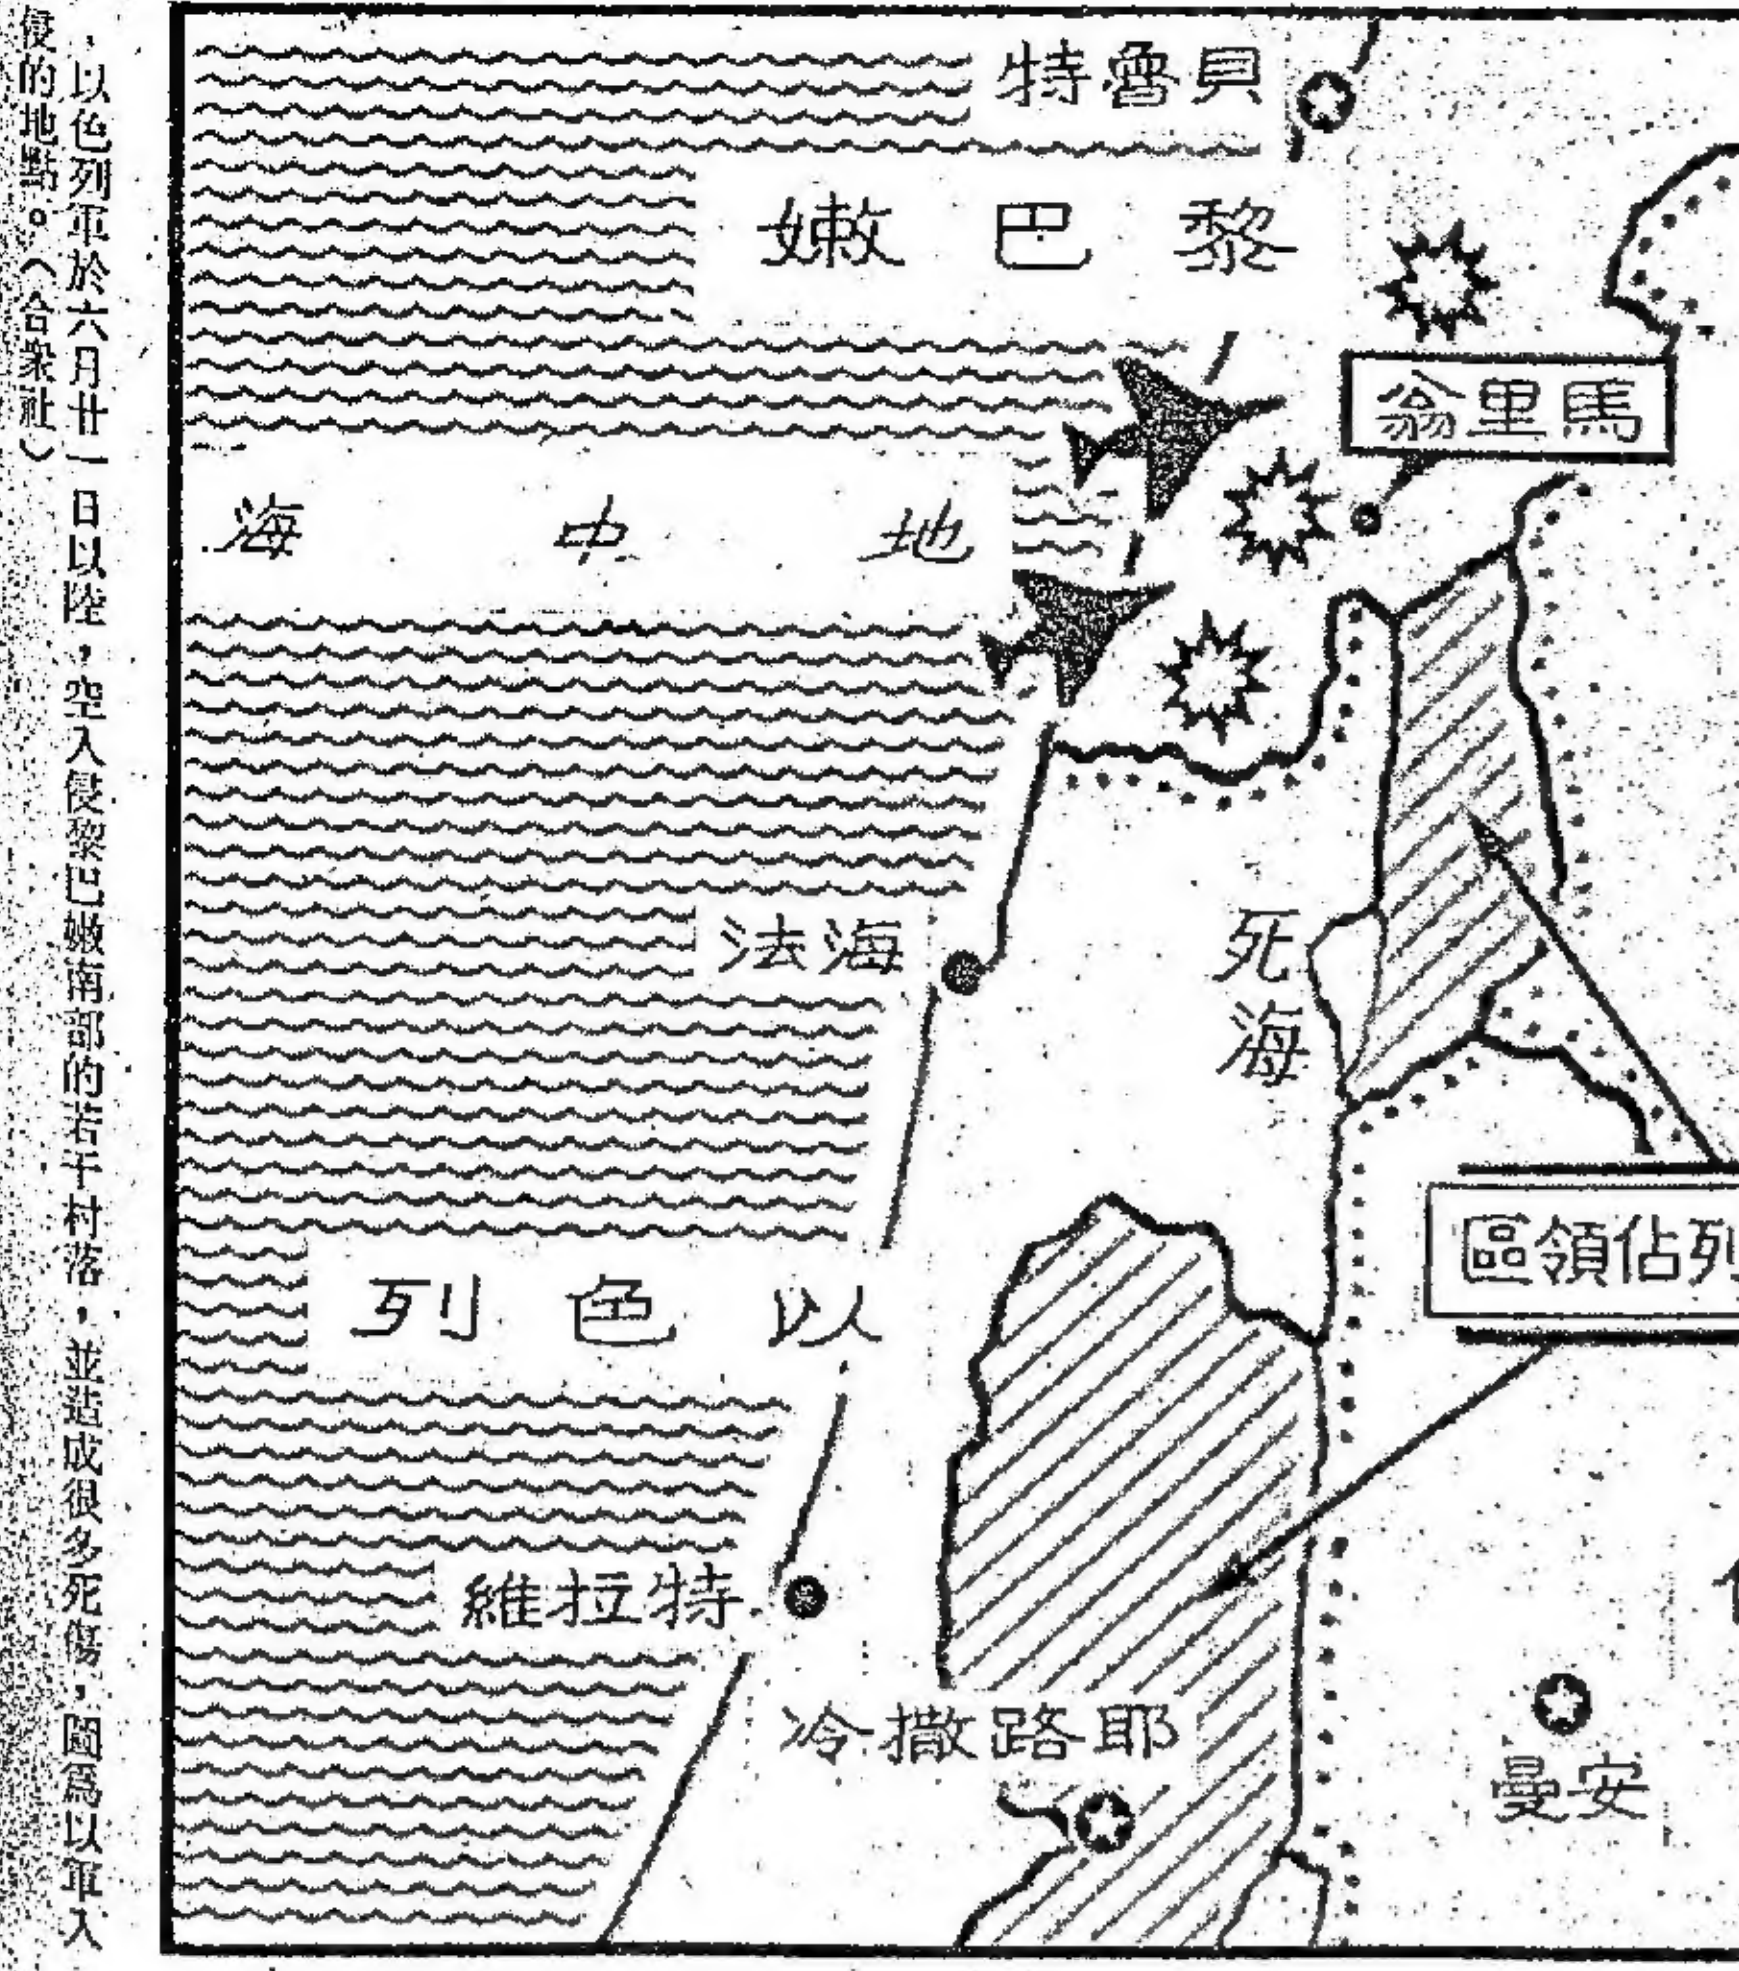 貝魯特
黎巴嫩
馬里翁
地中海
海法
死海
列佔領區
以色列
特拉維
耶路撒冷
安曼
，以色列軍於六月廿一日以陸，空入侵黎巴嫩南部的若干村落，並造成很多死傷，圖爲以軍入
侵的地點。（合衆社）